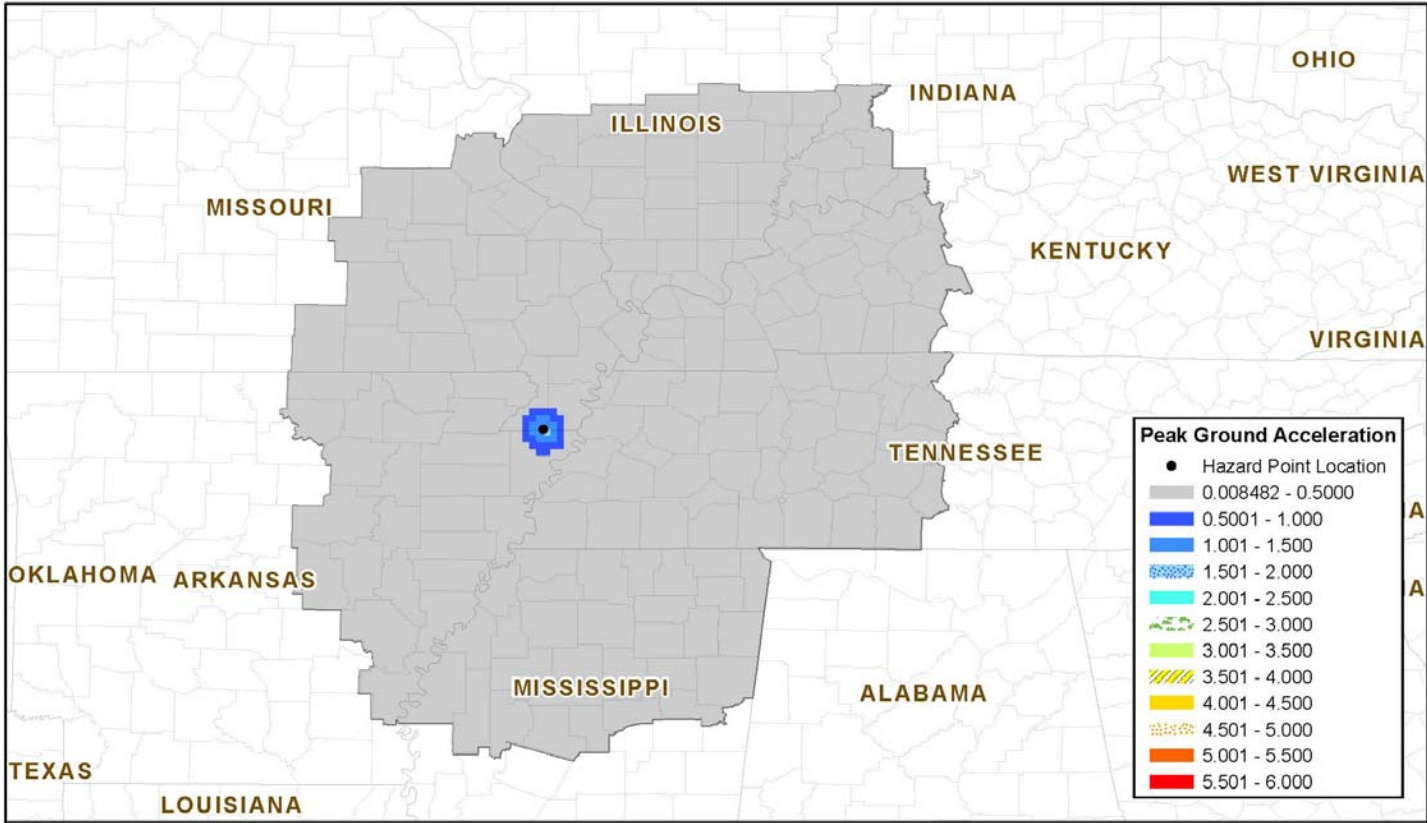 OHIO
INDIANA
ILLINOIS
WEST VIRGINIA
MISSOURI
KENTUCKY
VIRGINIA
TENNESSEE
OKLAHOMA
ARKANSAS
MISSISSIPPI
ALABAMA
TEXAS
LOUISIANA
Peak Ground Acceleration
Hazard Point Location
0.008482 - 0.5000
0.5001 - 1.000
1.001 - 1.500
1.501 - 2.000
2.001 - 2.500
2.501 - 3.000
3.001 - 3.500
3.501 - 4.000
4.001 - 4.500
4.501 - 5.000
5.001 - 5.500
5.501 - 6.000